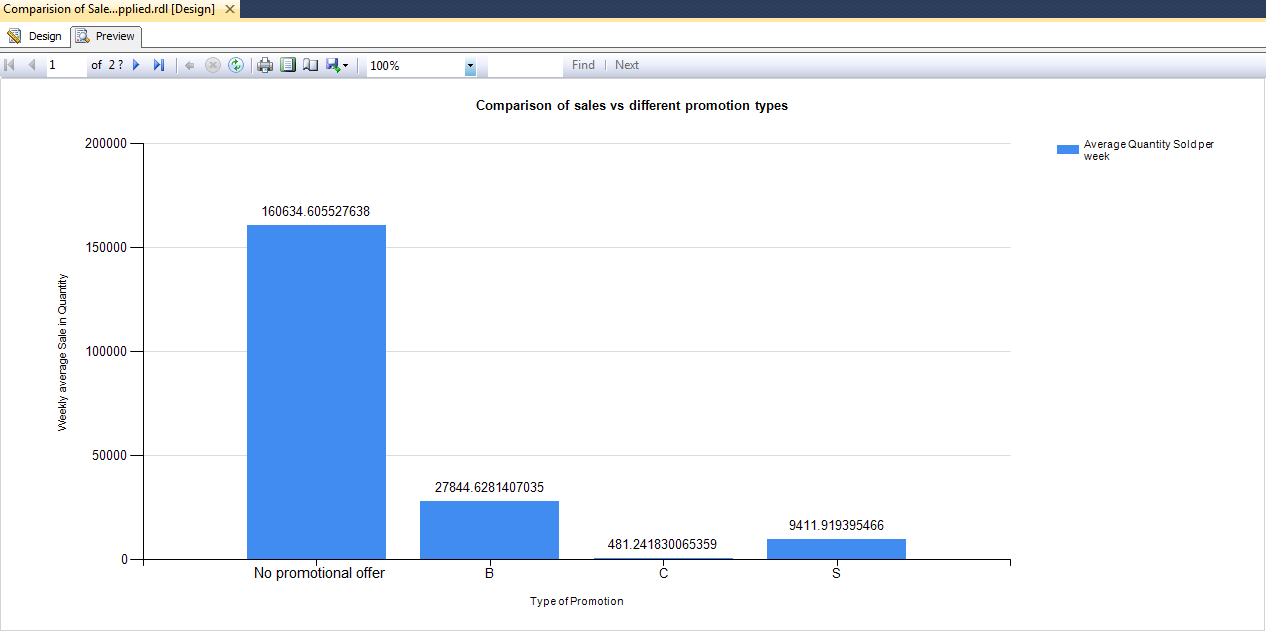 Comparision of Sale...pplied.rdl [Design]
Design Preview
1 of 2 ? 100% Find Next
Comparison of sales vs different promotion types
Average Quantity Sold per
week
200000
160634.605527638
150000
Weekly average Sale in Quantity
100000
50000
27844.6281407035
9411.919395466
481.241830065359
0
No promotional offer B C S
Type of Promotion